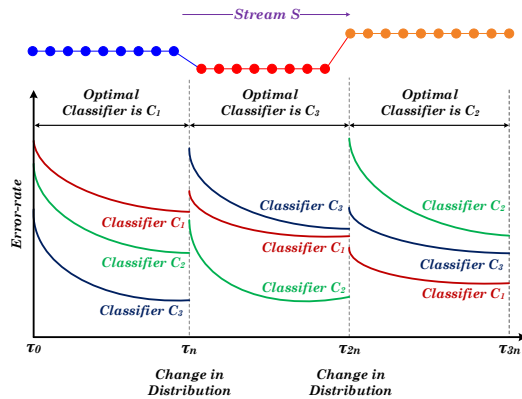 Stream S
Optimal
Classifier is C₁
Optimal
Classifier is C₃
Optimal
Classifier is C₂
Error-rate
Classifier C₁
Classifier C₂
Classifier C₃
Classifier C₃
Classifier C₁
Classifier C₂
Classifier C₂
Classifier C₃
Classifier C₁
τ₀
τₙ
τ₂ₙ
τ₃ₙ
Change in
Distribution
Change in
Distribution